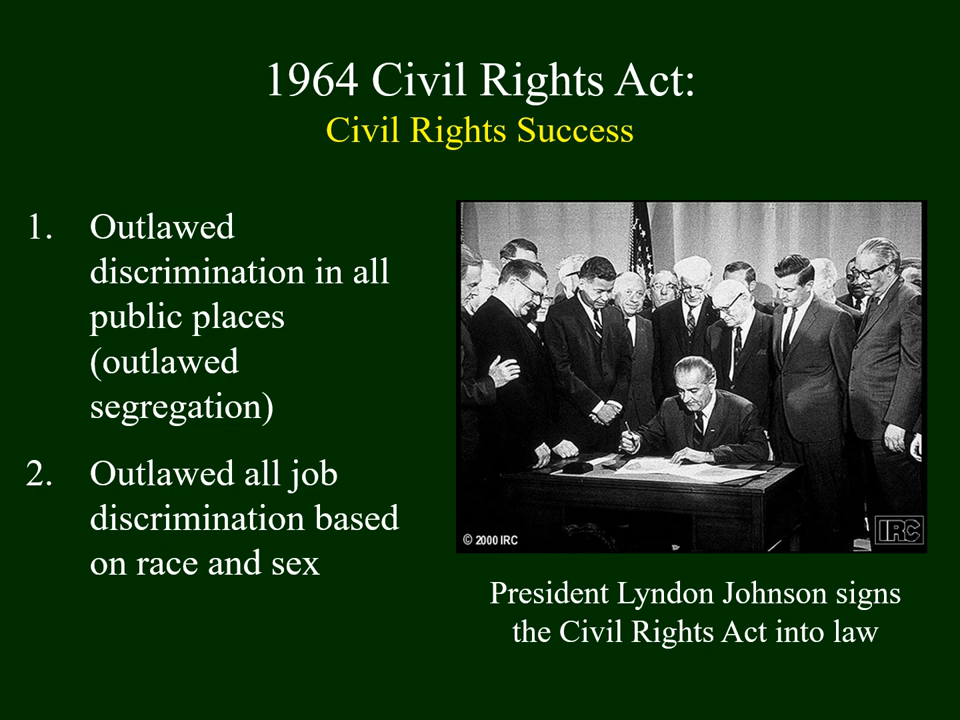 1964 Civil Rights Act:
Civil Rights Success
1. Outlawed
discrimination in all
public places
(outlawed
segregation)
2. Outlawed all job
discrimination based
on race and sex
© 2000 IRC
IRC
President Lyndon Johnson signs
the Civil Rights Act into law